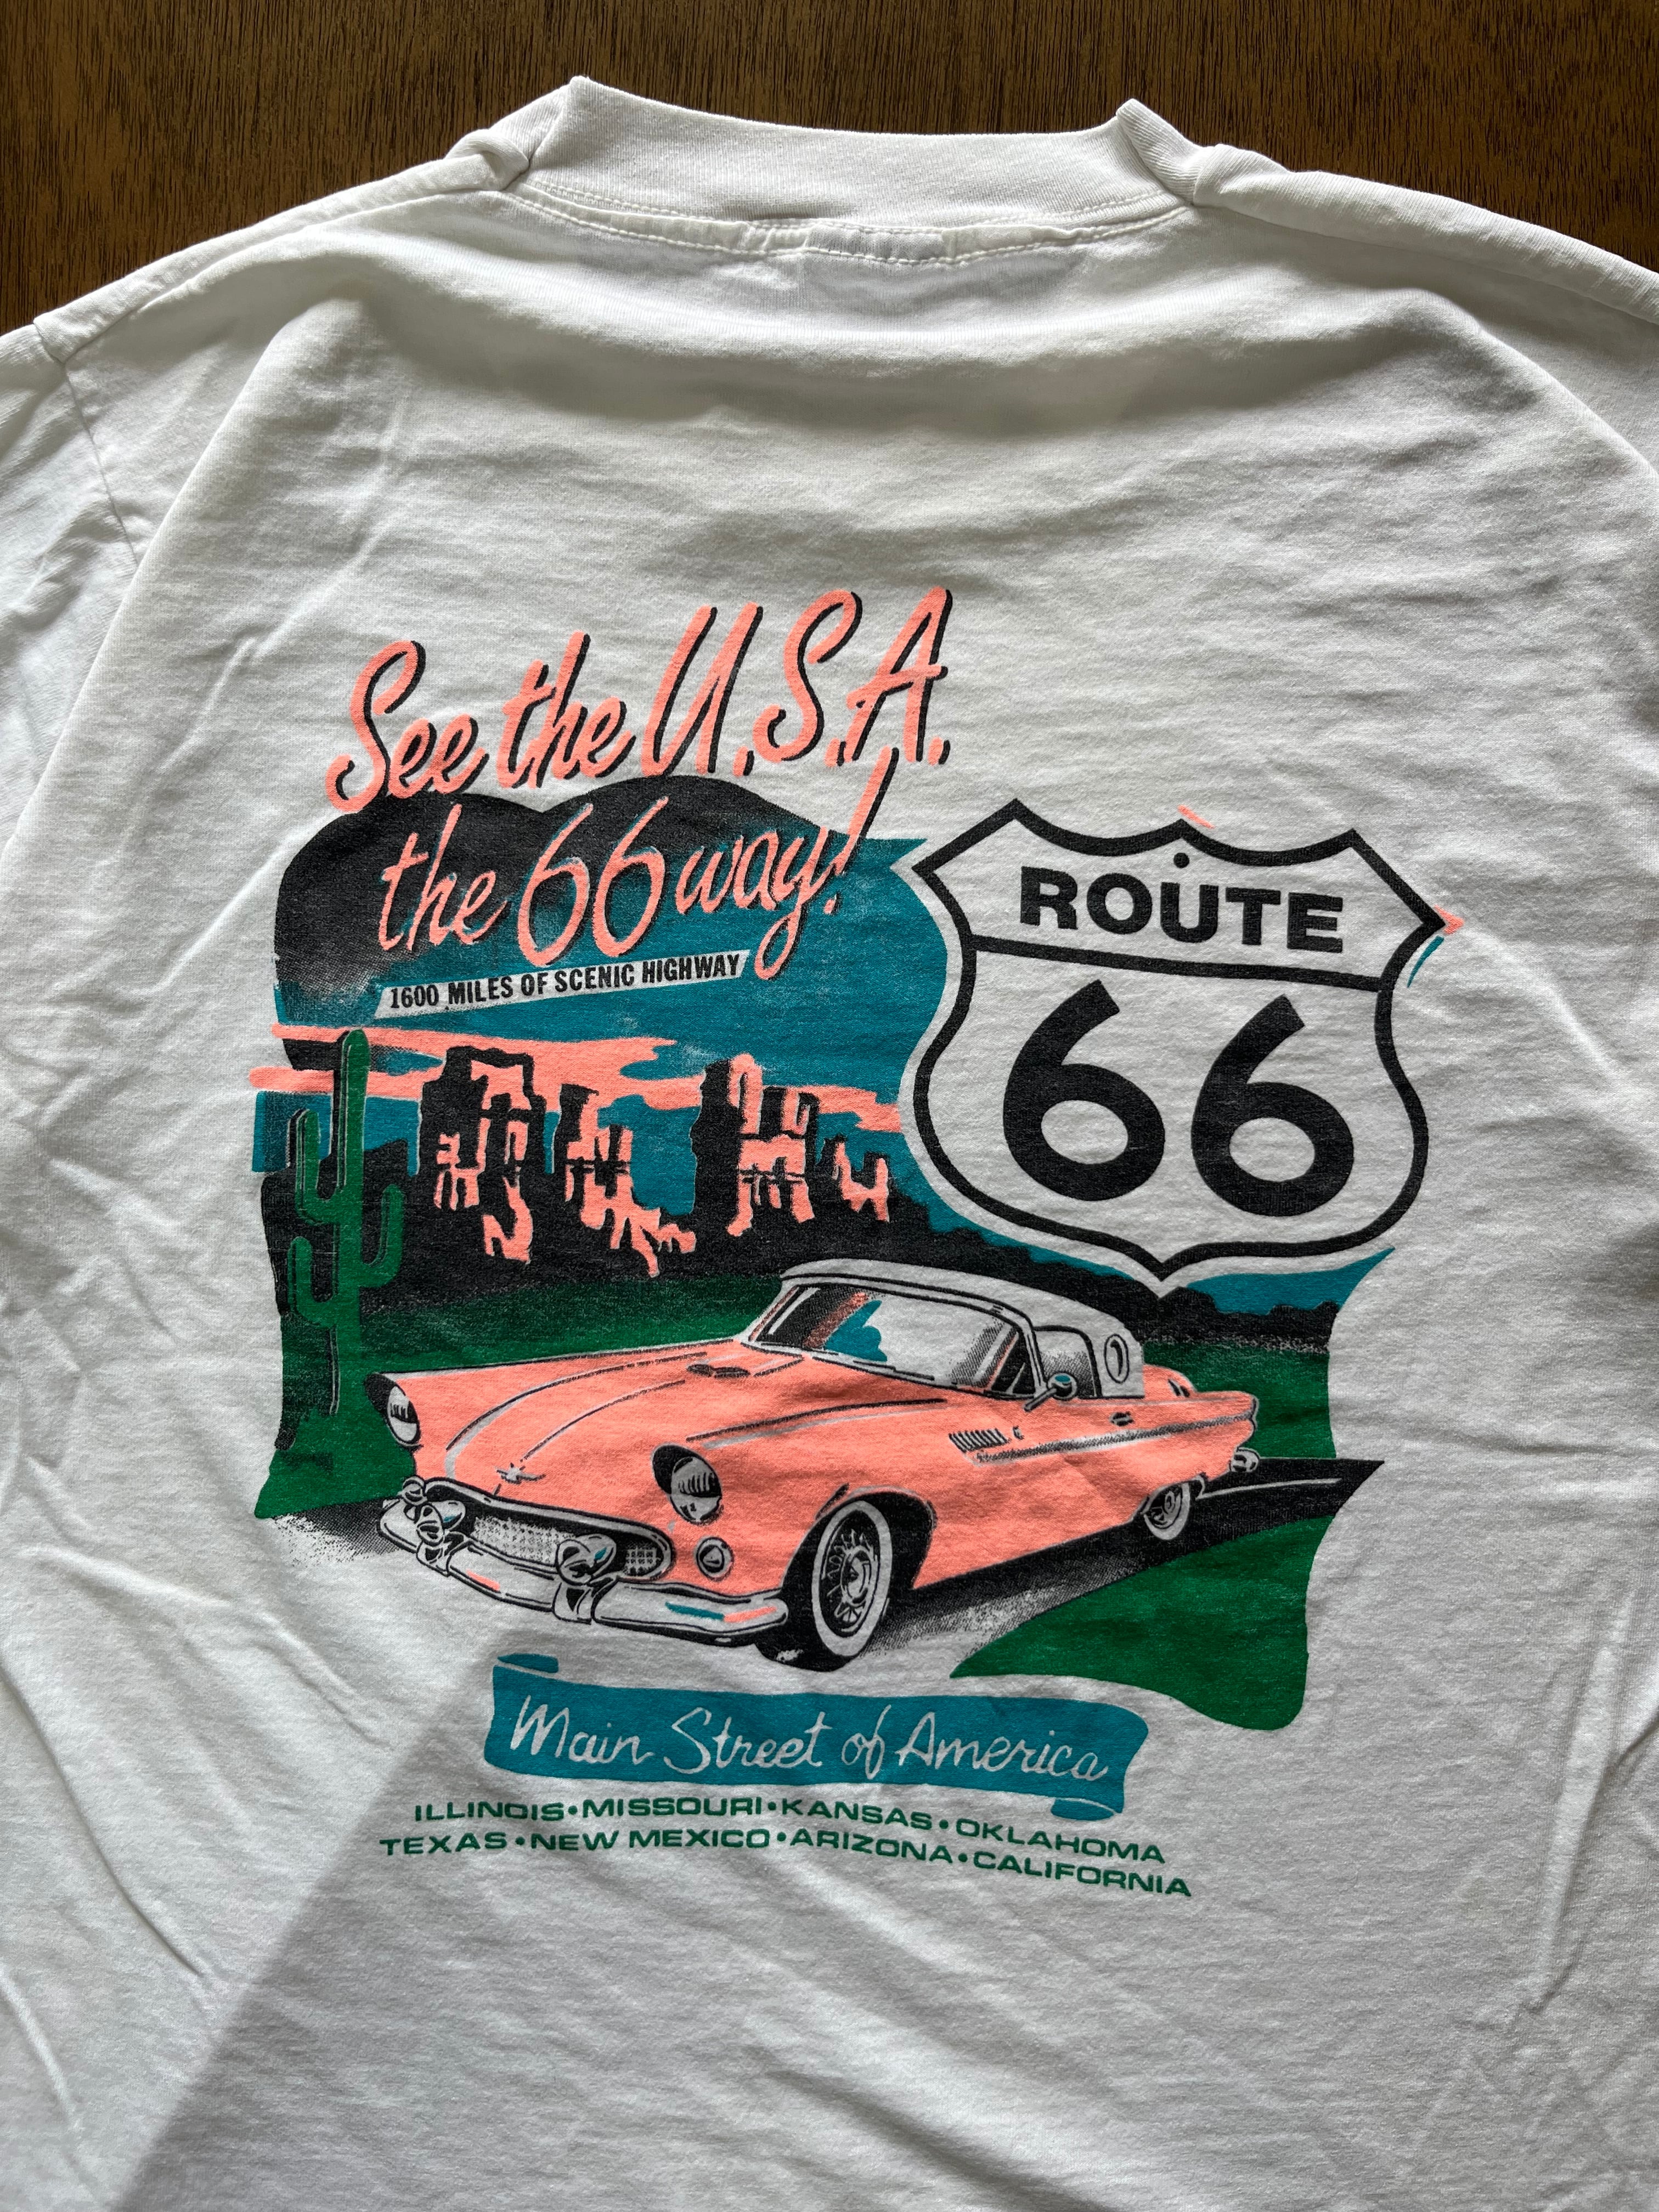 See the U.S.A.
the 66 way!
1600 MILES OF SCENIC HIGHWAY
ROUTE
66
Main Street of America
ILLINOIS•MISSOURI•KANSAS•OKLAHOMA
TEXAS•NEW MEXICO•ARIZONA•CALIFORNIA